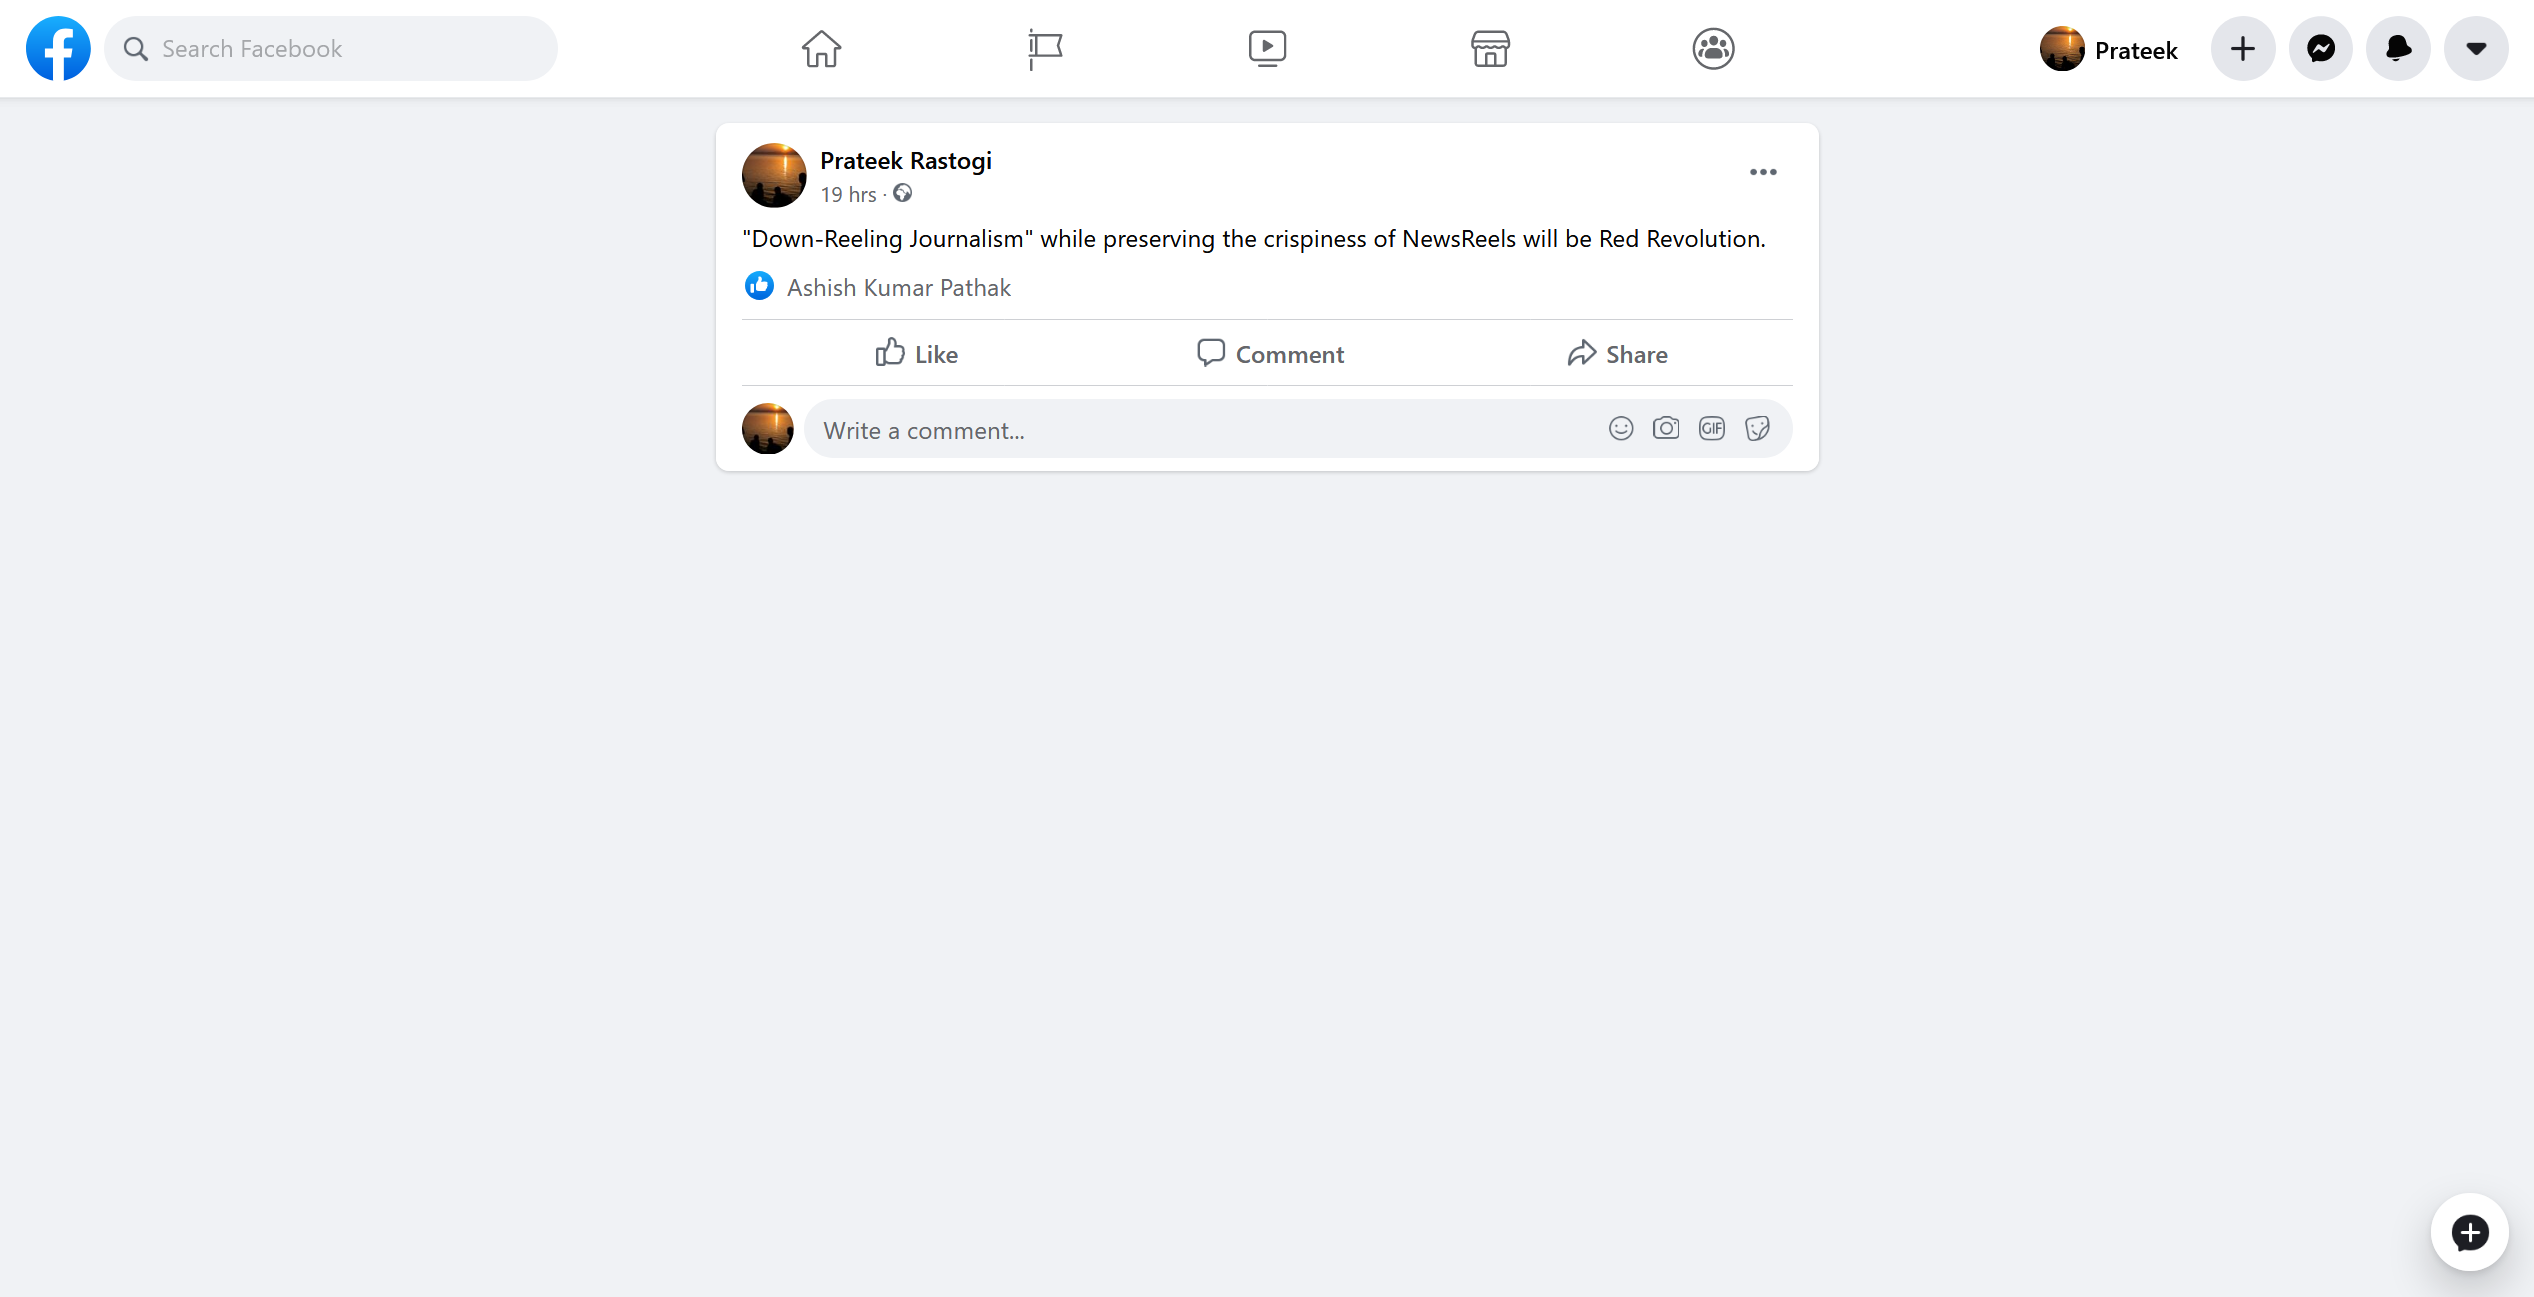 Search Facebook
Prateek
Prateek Rastogi
19 hrs ·
"Down-Reeling Journalism" while preserving the crispiness of NewsReels will be Red Revolution.
Ashish Kumar Pathak
Like
Comment
Share
Write a comment...
GIF